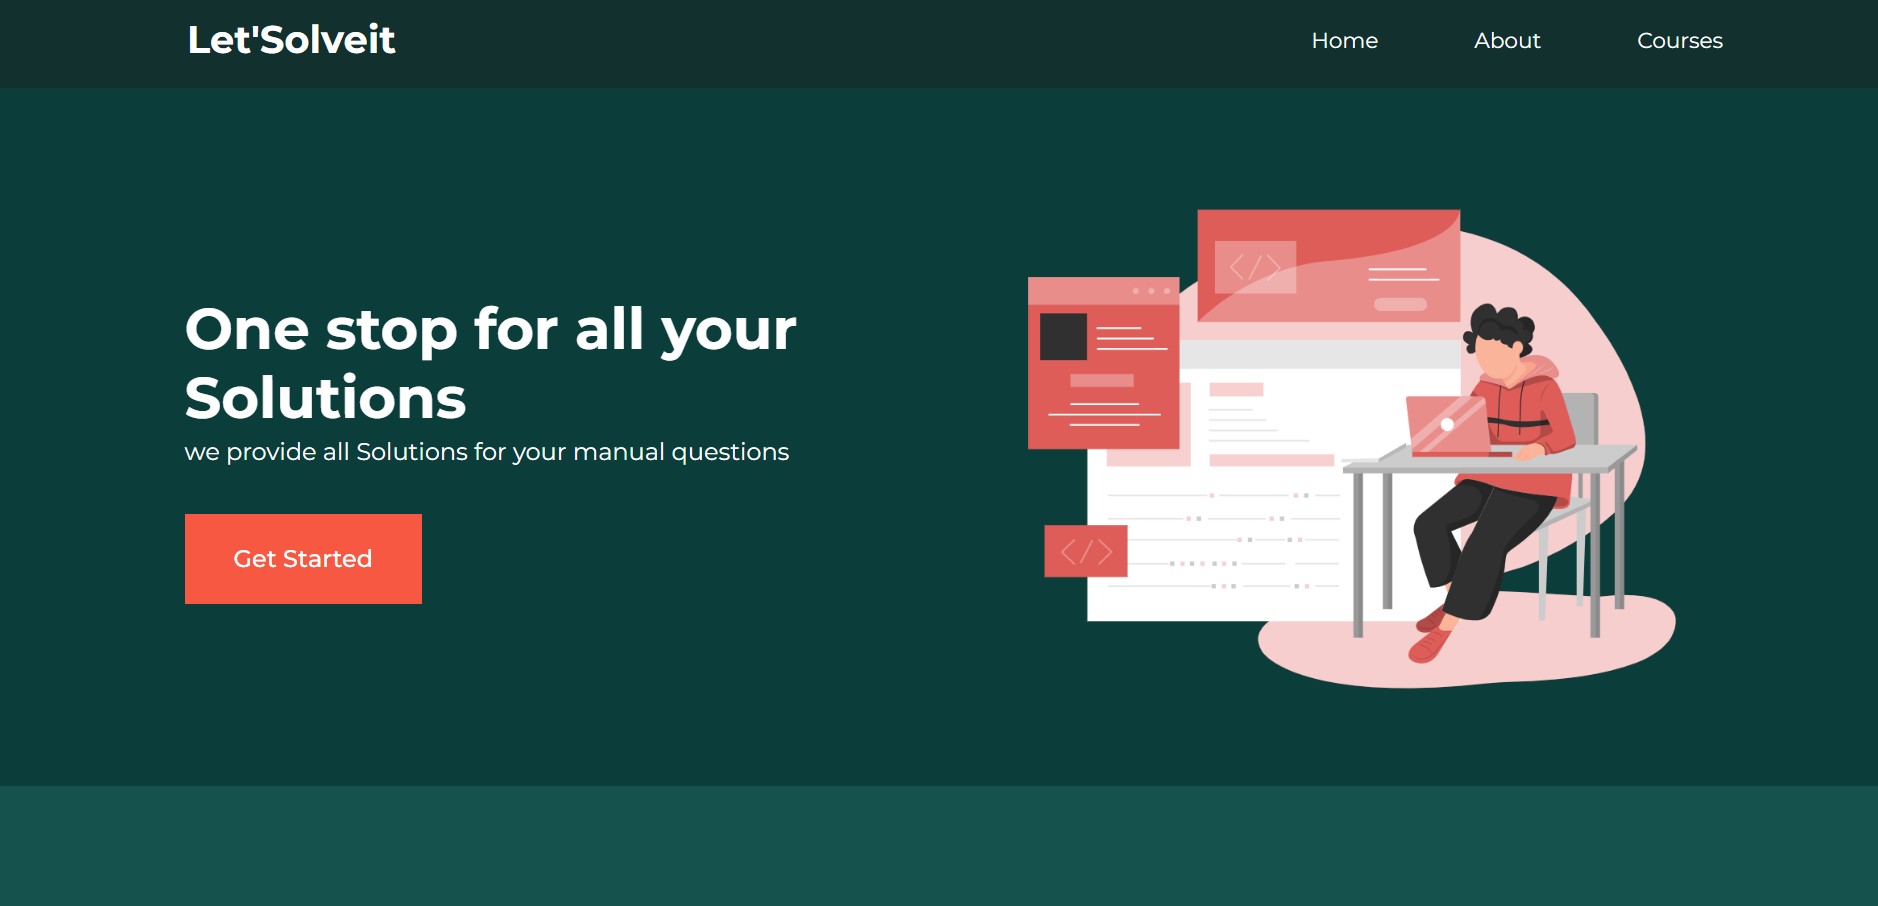 Let'Solveit
Home
About
Courses
One stop for all your
Solutions
we provide all Solutions for your manual questions
Get Started